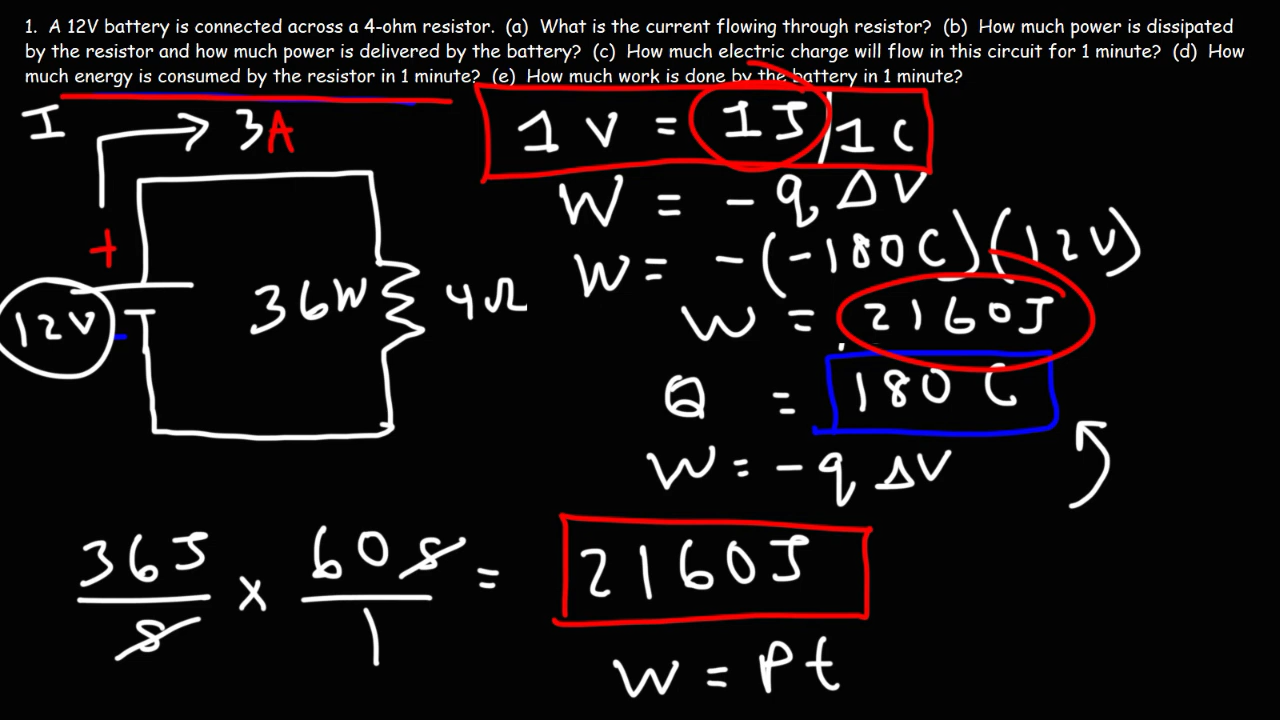 1. A 12V battery is connected across a 4-ohm resistor. (a) What is the current flowing through resistor? (b) How much power is dissipated
by the resistor and how much power is delivered by the battery? (c) How much electric charge will flow in this circuit for 1 minute? (d) How
much energy is consumed by the resistor in 1 minute? (e) How much work is done by the battery in 1 minute?
I
3A
+
12V
-
36W
4Ω
1 V = 1J/1C
W = -qΔV
W = -(-180C)(12V)
W = 2160J
Q = 180 C
W = -qΔV
36J/s × 60s/1 = 2160J
W = Pt